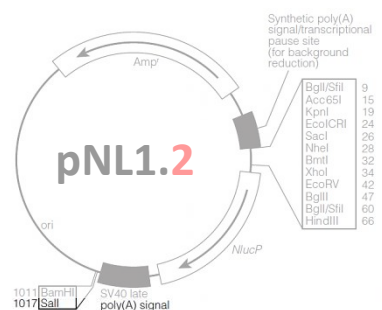 Synthetic poly(A)
signal/transcriptional
pause site
(for background
reduction)
Ampʳ
BglI/SfiI 9
Acc65I 15
KpnI 19
EcoICRI 24
SacI 26
NheI 28
BmtI 32
XhoI 34
EcoRV 42
BglII 47
BglI/SfiI 60
HindIII 66
pNL1.2
ori
NlucP
1011 BamHI
1017 SalI
SV40 late
poly(A) signal